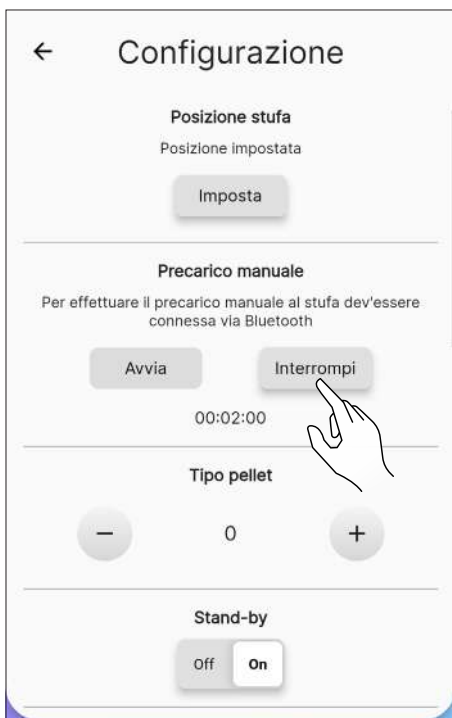 Configurazione
Posizione stufa
Posizione impostata
Imposta
Precarico manuale
Per effettuare il precarico manuale al stufa dev'essere
connessa via Bluetooth
Avvia
Interrompi
00:02:00
Tipo pellet
0
Stand-by
Off
On